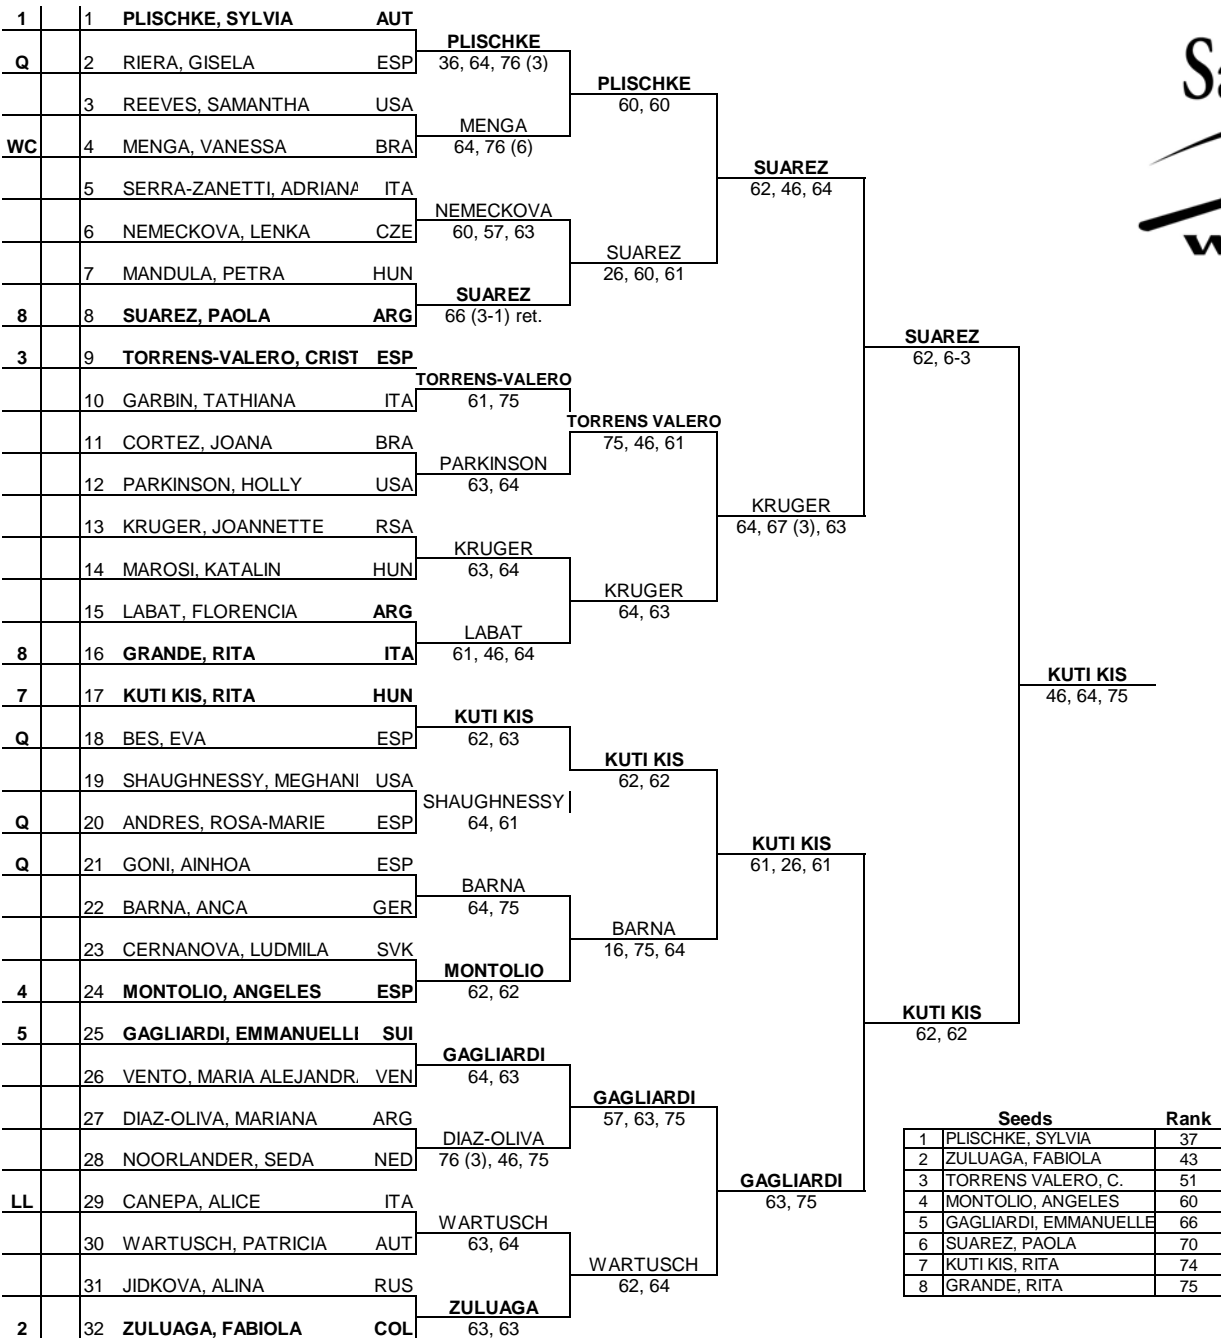 1 1 PLISCHKE, SYLVIA AUT
PLISCHKE
Q 2 RIERA, GISELA ESP 36, 64, 76 (3)
PLISCHKE
3 REEVES, SAMANTHA USA 60, 60
MENGA
WC 4 MENGA, VANESSA BRA 64, 76 (6)
SUAREZ
5 SERRA-ZANETTI, ADRIANA ITA 62, 46, 64
NEMECKOVA
6 NEMECKOVA, LENKA CZE 60, 57, 63
SUAREZ
7 MANDULA, PETRA HUN 26, 60, 61
SUAREZ
8 8 SUAREZ, PAOLA ARG 66 (3-1) ret.
SUAREZ
3 9 TORRENS-VALERO, CRIST ESP 62, 6-3
TORRENS-VALERO
10 GARBIN, TATHIANA ITA 61, 75
TORRENS VALERO
11 CORTEZ, JOANA BRA 75, 46, 61
PARKINSON
12 PARKINSON, HOLLY USA 63, 64
KRUGER
13 KRUGER, JOANNETTE RSA 64, 67 (3), 63
KRUGER
14 MAROSI, KATALIN HUN 63, 64
KRUGER
15 LABAT, FLORENCIA ARG 64, 63
LABAT
8 16 GRANDE, RITA ITA 61, 46, 64
KUTI KIS
7 17 KUTI KIS, RITA HUN 46, 64, 75
KUTI KIS
Q 18 BES, EVA ESP 62, 63
KUTI KIS
19 SHAUGHNESSY, MEGHANN USA 62, 62
SHAUGHNESSY
Q 20 ANDRES, ROSA-MARIE ESP 64, 61
KUTI KIS
Q 21 GONI, AINHOA ESP 61, 26, 61
BARNA
22 BARNA, ANCA GER 64, 75
BARNA
23 CERNANOVA, LUDMILA SVK 16, 75, 64
MONTOLIO
4 24 MONTOLIO, ANGELES ESP 62, 62
KUTI KIS
5 25 GAGLIARDI, EMMANUELLE SUI 62, 62
GAGLIARDI
26 VENTO, MARIA ALEJANDRA VEN 64, 63
GAGLIARDI
27 DIAZ-OLIVA, MARIANA ARG 57, 63, 75
DIAZ-OLIVA
28 NOORLANDER, SEDA NED 76 (3), 46, 75
GAGLIARDI
LL 29 CANEPA, ALICE ITA 63, 75
WARTUSCH
30 WARTUSCH, PATRICIA AUT 63, 64
WARTUSCH
31 JIDKOVA, ALINA RUS 62, 64
ZULUAGA
2 32 ZULUAGA, FABIOLA COL 63, 63
Seeds Rank
1 PLISCHKE, SYLVIA 37
2 ZULUAGA, FABIOLA 43
3 TORRENS VALERO, C. 51
4 MONTOLIO, ANGELES 60
5 GAGLIARDI, EMMANUELLE 66
6 SUAREZ, PAOLA 70
7 KUTI KIS, RITA 74
8 GRANDE, RITA 75